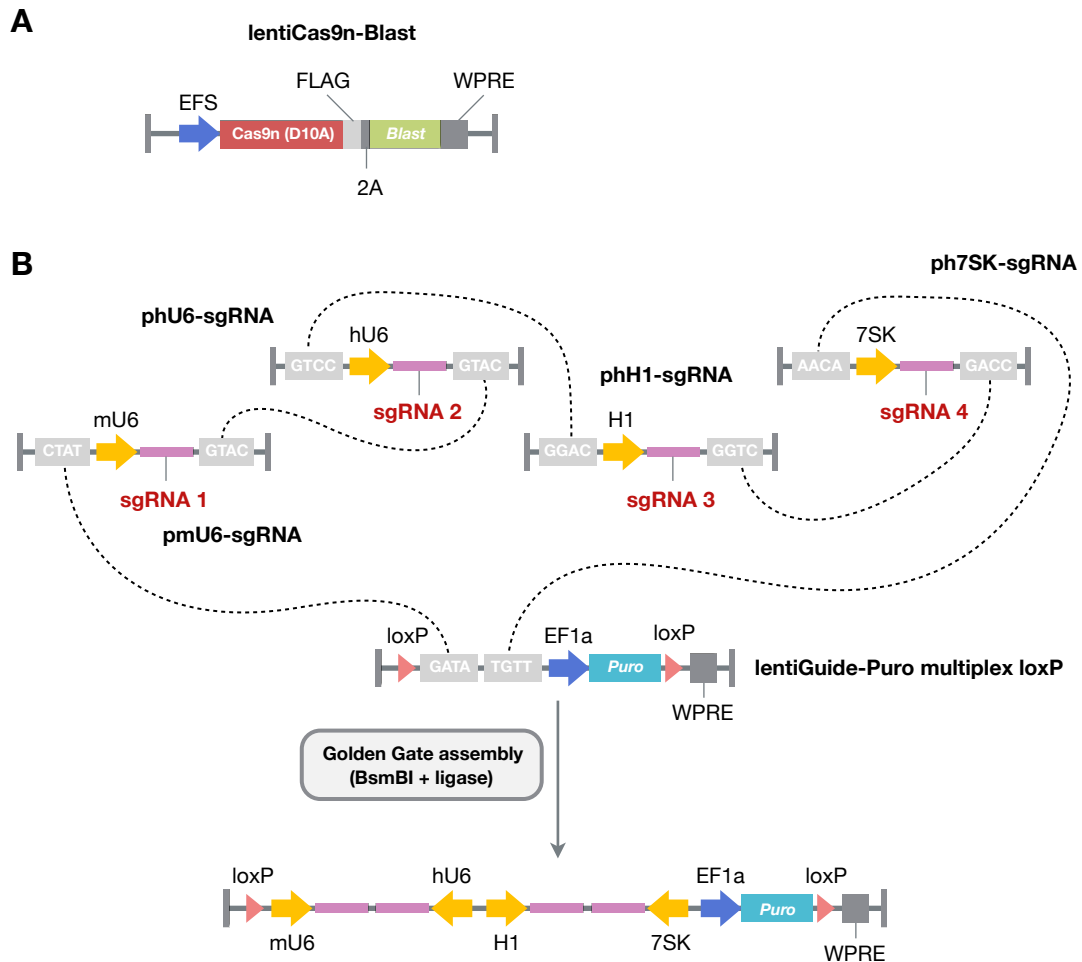 A
lentiCas9n-Blast
FLAG
WPRE
EFS
Cas9n (D10A)
Blast
2A
B
ph7SK-sgRNA
phU6-sgRNA
hU6
7SK
GTCC
GTAC
AACA
GACC
phH1-sgRNA
sgRNA 2
sgRNA 4
mU6
H1
CTAT
GTAC
GGAC
GGTC
sgRNA 1
sgRNA 3
pmU6-sgRNA
loxP
EF1a
loxP
GATA
TGTT
Puro
lentiGuide-Puro multiplex loxP
WPRE
Golden Gate assembly
(BsmBI + ligase)
loxP
hU6
EF1a
loxP
Puro
mU6
H1
7SK
WPRE